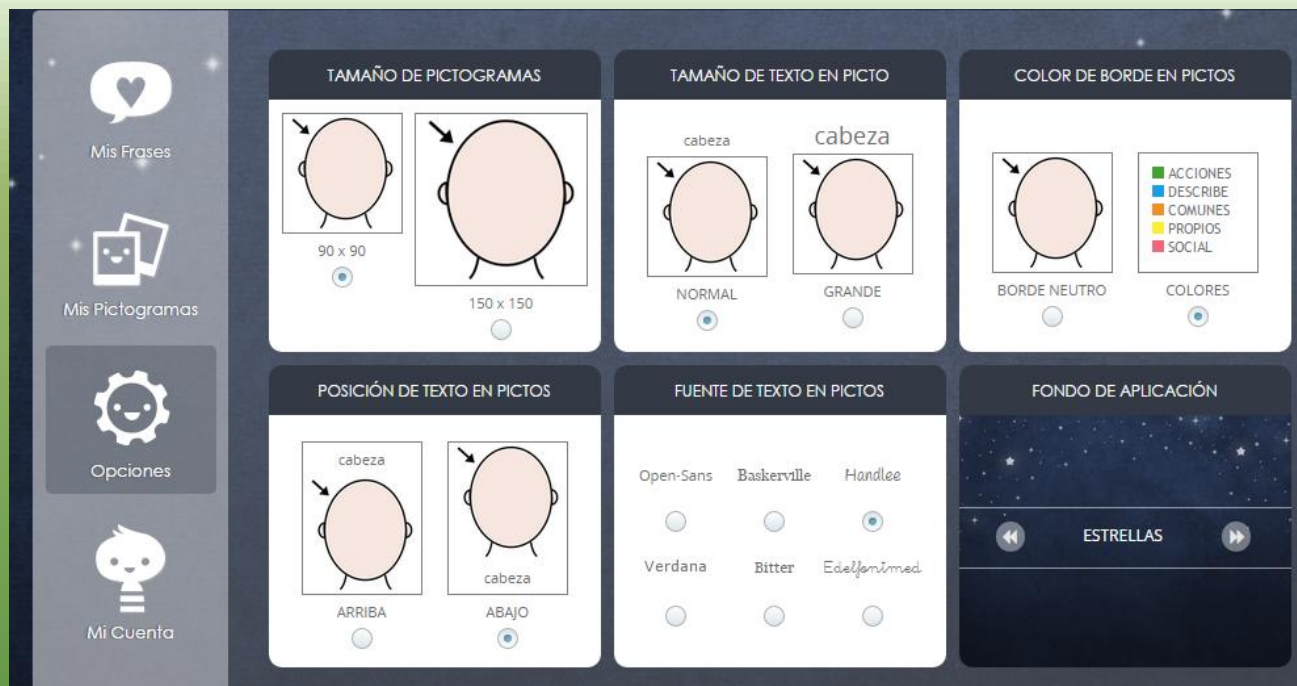 Mis Frases
Mis Pictogramas
Opciones
Mi Cuenta
TAMAÑO DE PICTOGRAMAS
90 x 90
150 x 150
TAMAÑO DE TEXTO EN PICTO
cabeza
cabeza
NORMAL
GRANDE
COLOR DE BORDE EN PICTOS
ACCIONES
DESCRIBE
COMUNES
PROPIOS
SOCIAL
BORDE NEUTRO
COLORES
POSICIÓN DE TEXTO EN PICTOS
cabeza
cabeza
ARRIBA
ABAJO
FUENTE DE TEXTO EN PICTOS
Open-Sans
Baskerville
Handlee
Verdana
Bitter
Edelfontmed
FONDO DE APLICACIÓN
ESTRELLAS